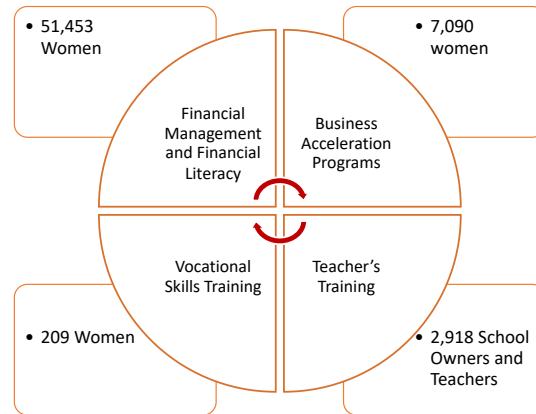 • 51,453
Women
• 7,090
women
Financial
Management
and Financial
Literacy
Business
Acceleration
Programs
Vocational
Skills Training
Teacher’s
Training
• 209 Women
• 2,918 School
Owners and
Teachers